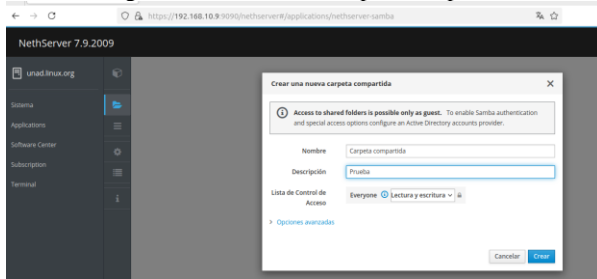 https://192.168.10.9:9090/nethserver#/applications/nethserver-samba
NethServer 7.9.2009
unad.linux.org
Sistema
Applications
Software Center
Subscription
Terminal
Crear una nueva carpeta compartida
Access to shared folders is possible only as guest. To enable Samba authentication
and special access options configure an Active Directory accounts provider.
Nombre Carpeta compartida
Descripción Prueba
Lista de Control de
Acceso
Everyone Lectura y escritura
> Opciones avanzadas
Cancelar Crear